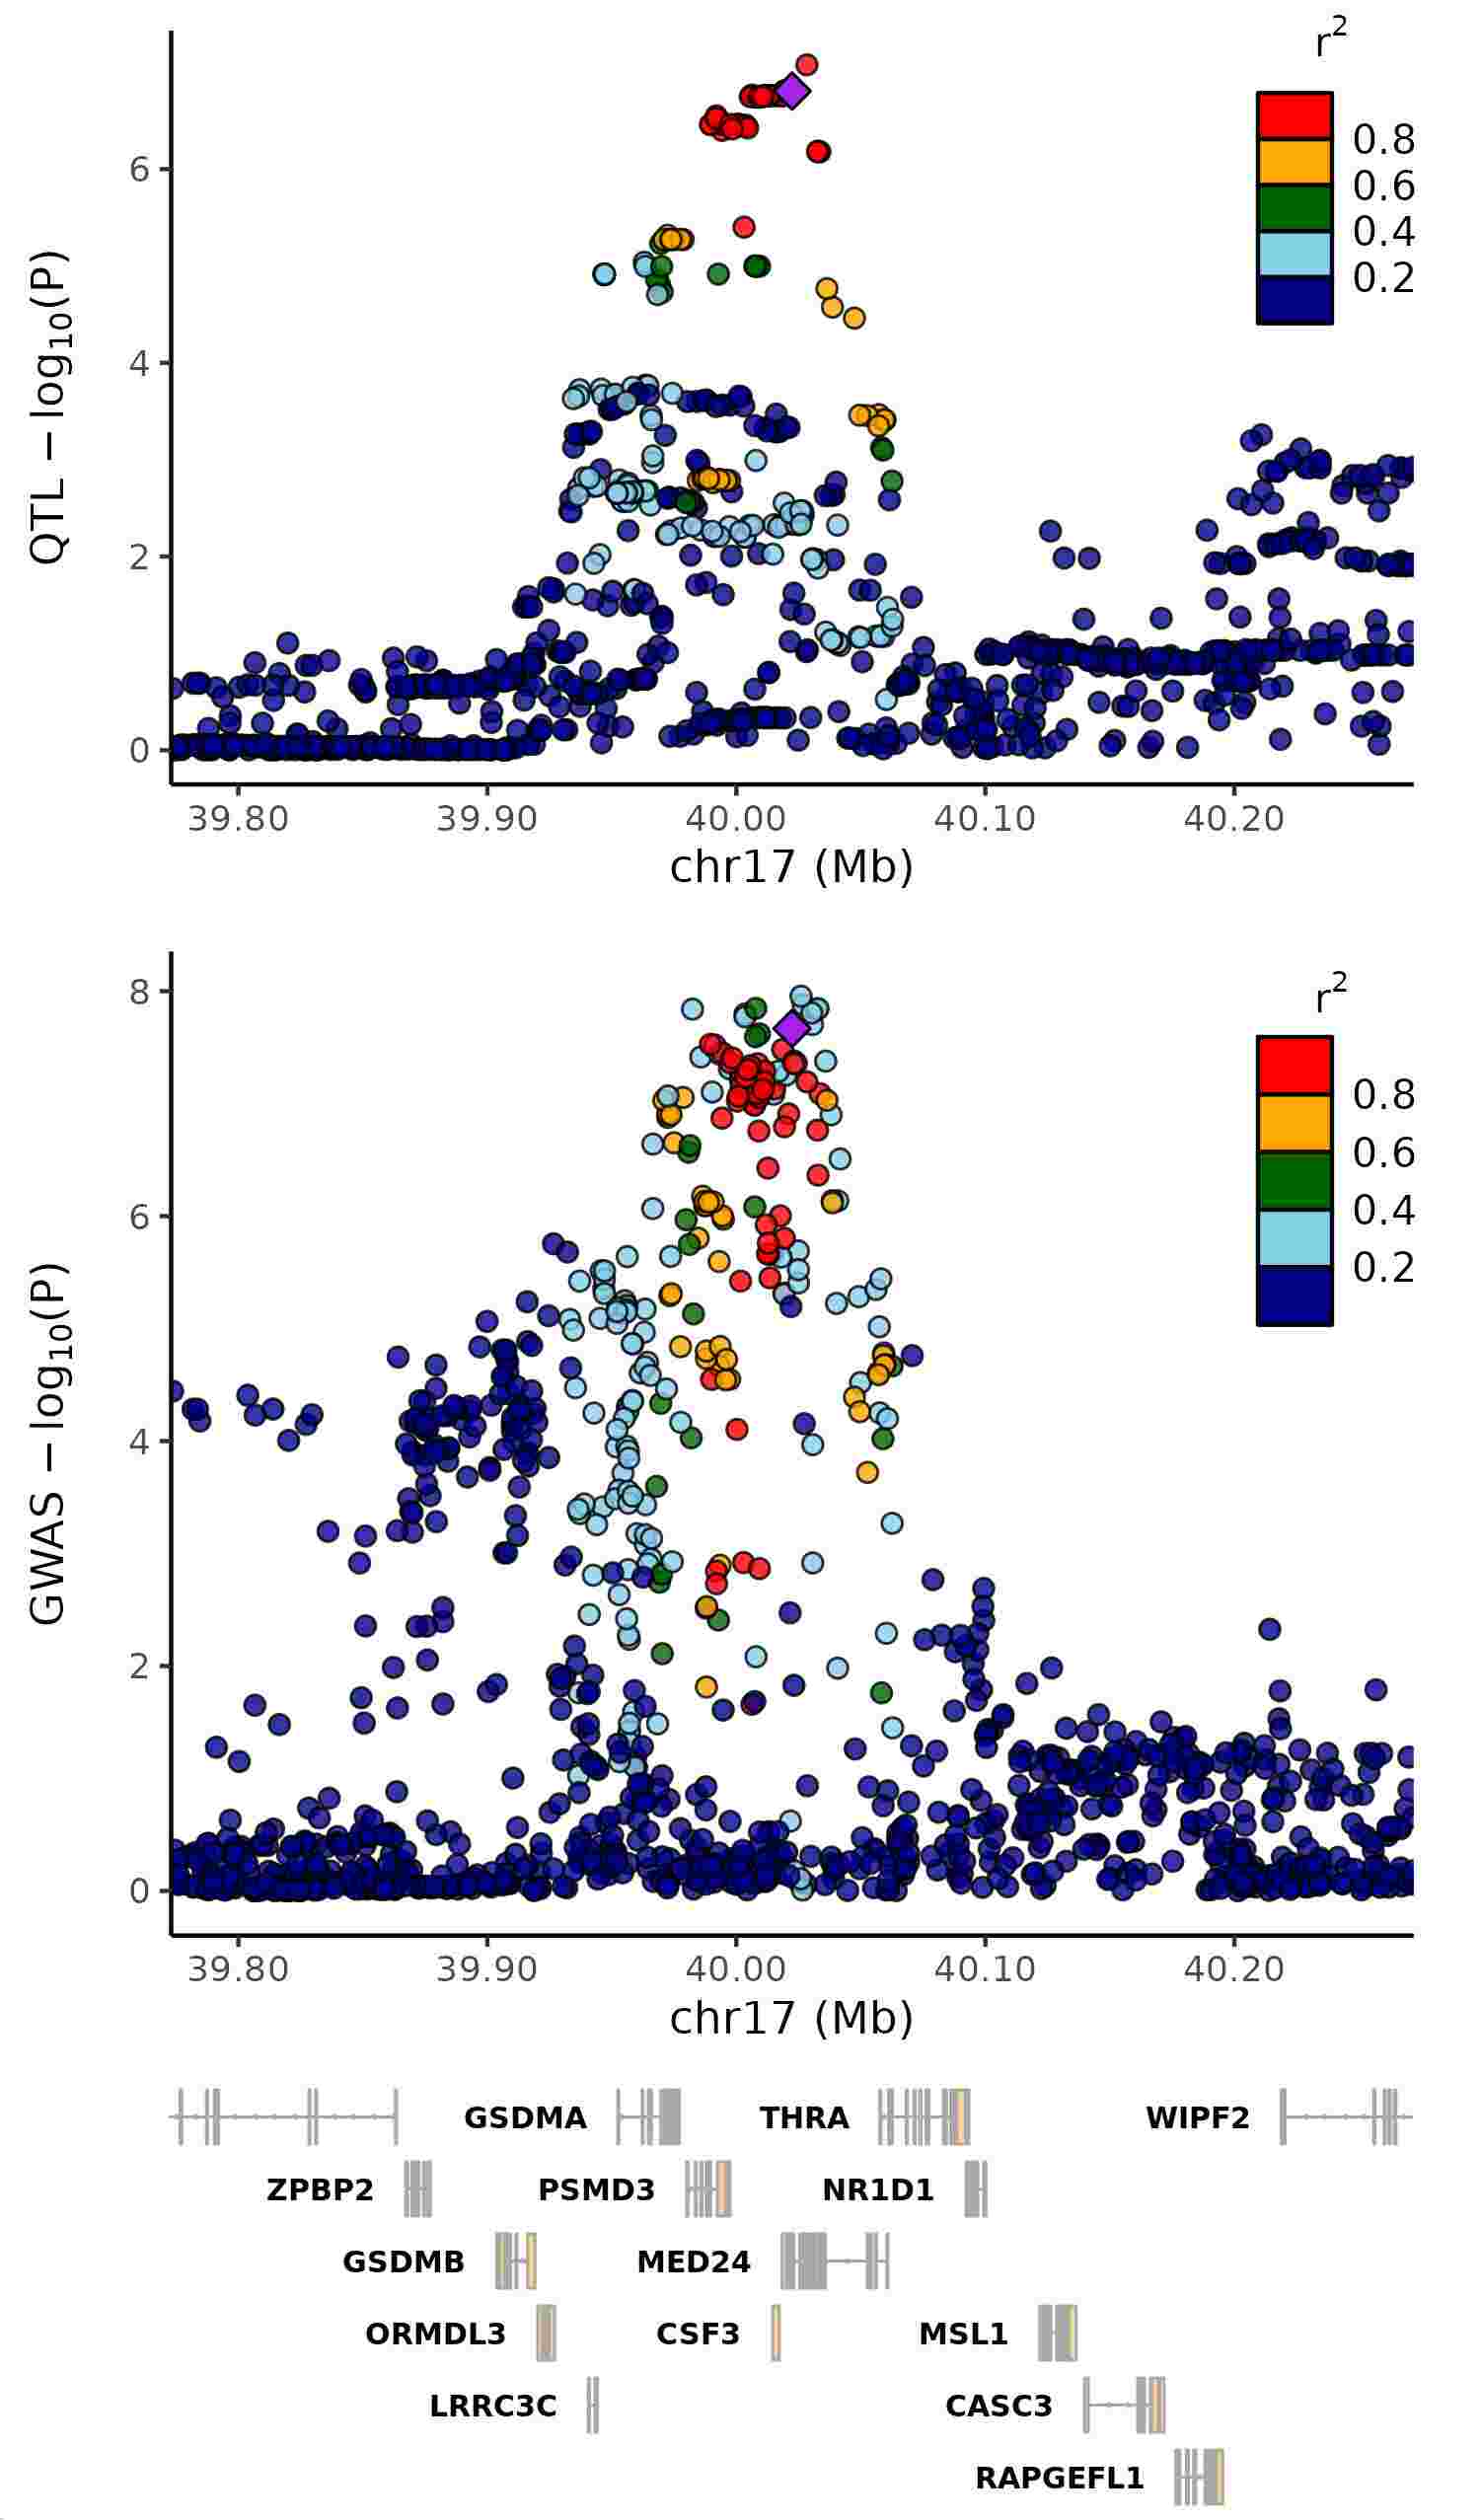 r²
0.8
0.6
0.4
0.2
QTL −log₁₀(P)
6
4
2
0
39.80 39.90 40.00 40.10 40.20
chr17 (Mb)
r²
0.8
0.6
0.4
0.2
GWAS −log₁₀(P)
8
6
4
2
0
39.80 39.90 40.00 40.10 40.20
chr17 (Mb)
GSDMA THRA WIPF2
ZPBP2 PSMD3 NR1D1
GSDMB MED24
ORMDL3 CSF3 MSL1
LRRC3C CASC3
RAPGEFL1